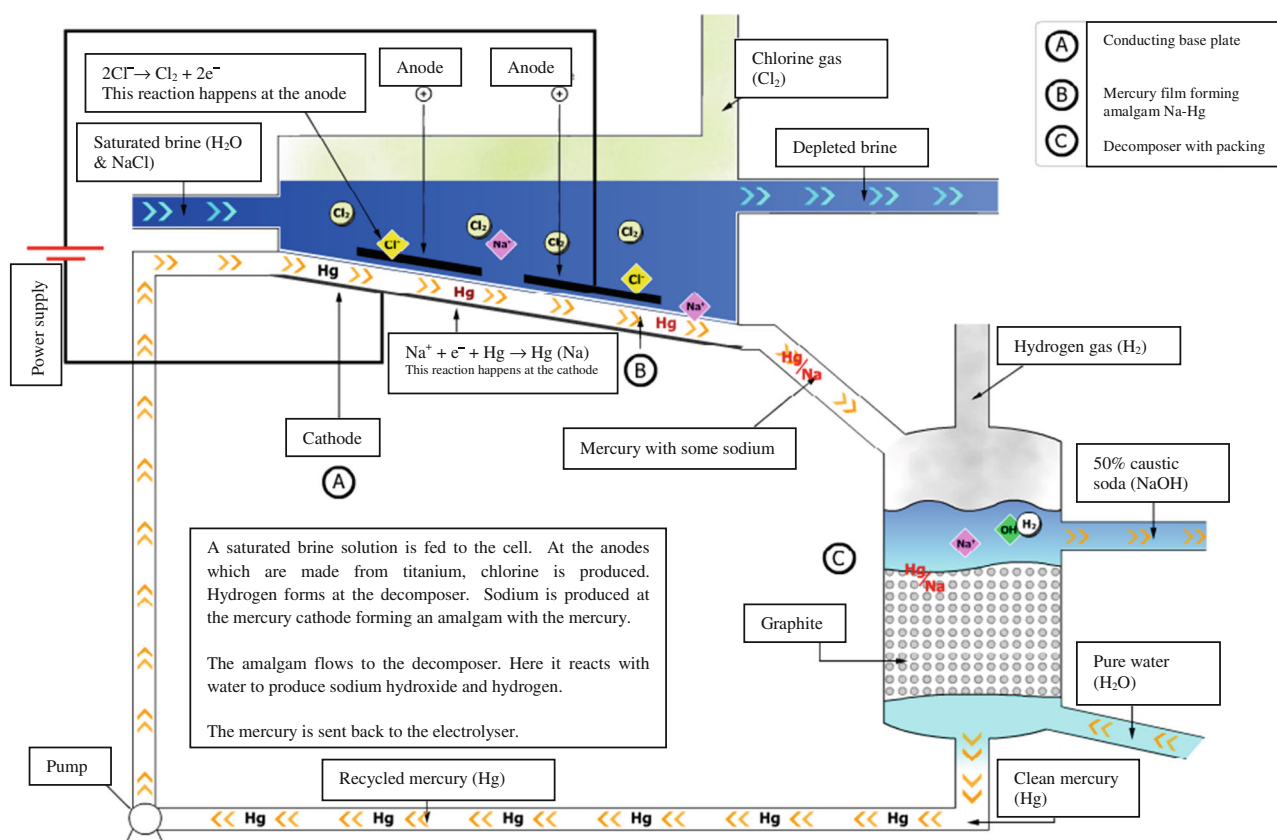 2Cl⁻→ Cl₂ + 2e⁻
This reaction happens at the anode
Anode
Anode
Chlorine gas
(Cl₂)
A
Conducting base plate
B
Mercury film forming
amalgam Na-Hg
C
Decomposer with packing
Saturated brine (H₂O
& NaCl)
Depleted brine
Cl₂
Cl₂
Cl₂
Cl₂
Cl⁻
Na⁺
Cl⁻
Na⁺
Hg
Hg
Hg
Power supply
Na⁺ + e⁻ + Hg → Hg (Na)
This reaction happens at the cathode
B
Hg/Na
Hydrogen gas (H₂)
Cathode
A
Mercury with some sodium
50% caustic
soda (NaOH)
Na⁺
OH
H₂
C
Hg/Na
A saturated brine solution is fed to the cell. At the anodes
which are made from titanium, chlorine is produced.
Hydrogen forms at the decomposer. Sodium is produced at
the mercury cathode forming an amalgam with the mercury.
The amalgam flows to the decomposer. Here it reacts with
water to produce sodium hydroxide and hydrogen.
The mercury is sent back to the electrolyser.
Graphite
Pure water
(H₂O)
Pump
Recycled mercury (Hg)
Clean mercury
(Hg)
Hg Hg Hg Hg Hg Hg